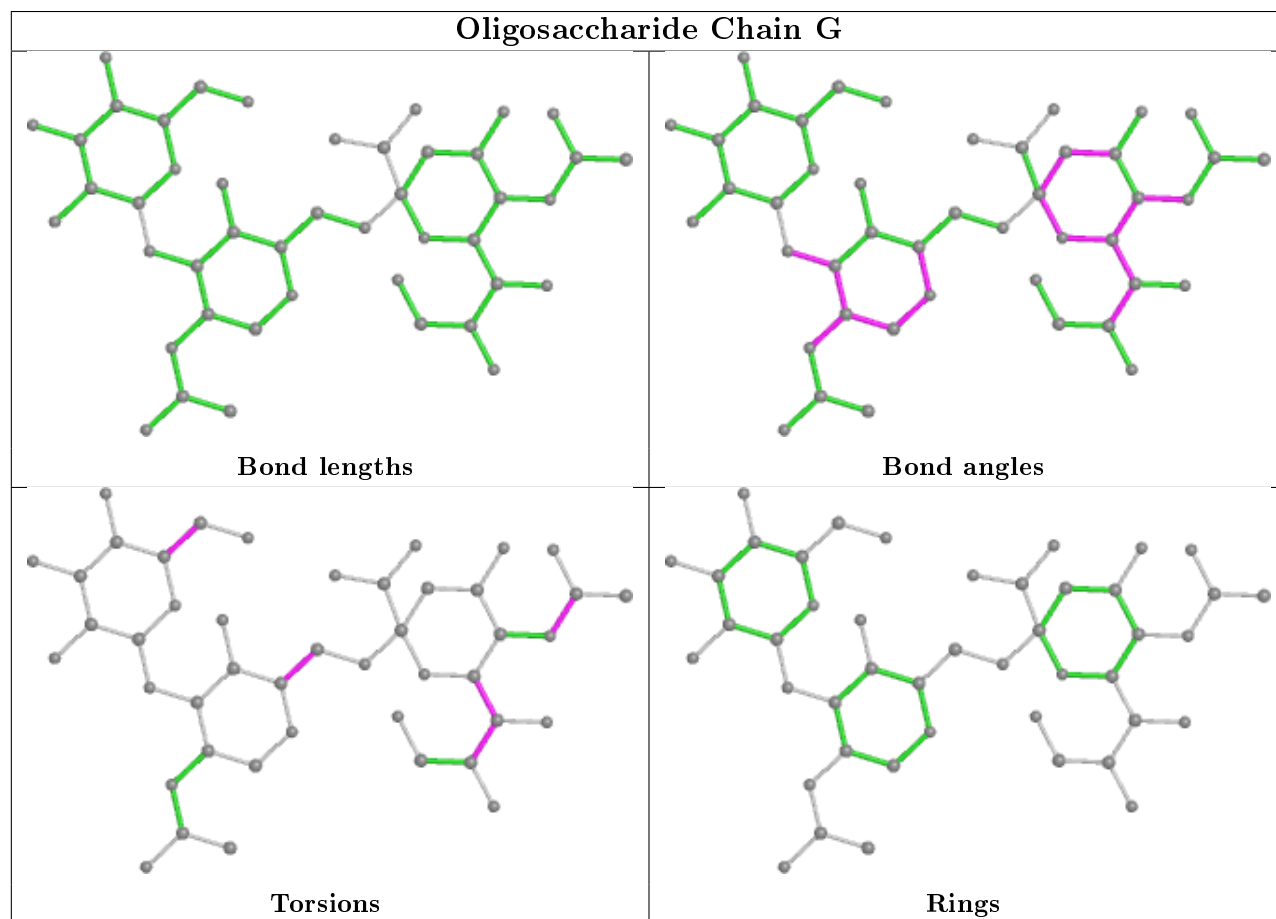 Oligosaccharide Chain G
Bond lengths
Bond angles
Torsions
Rings